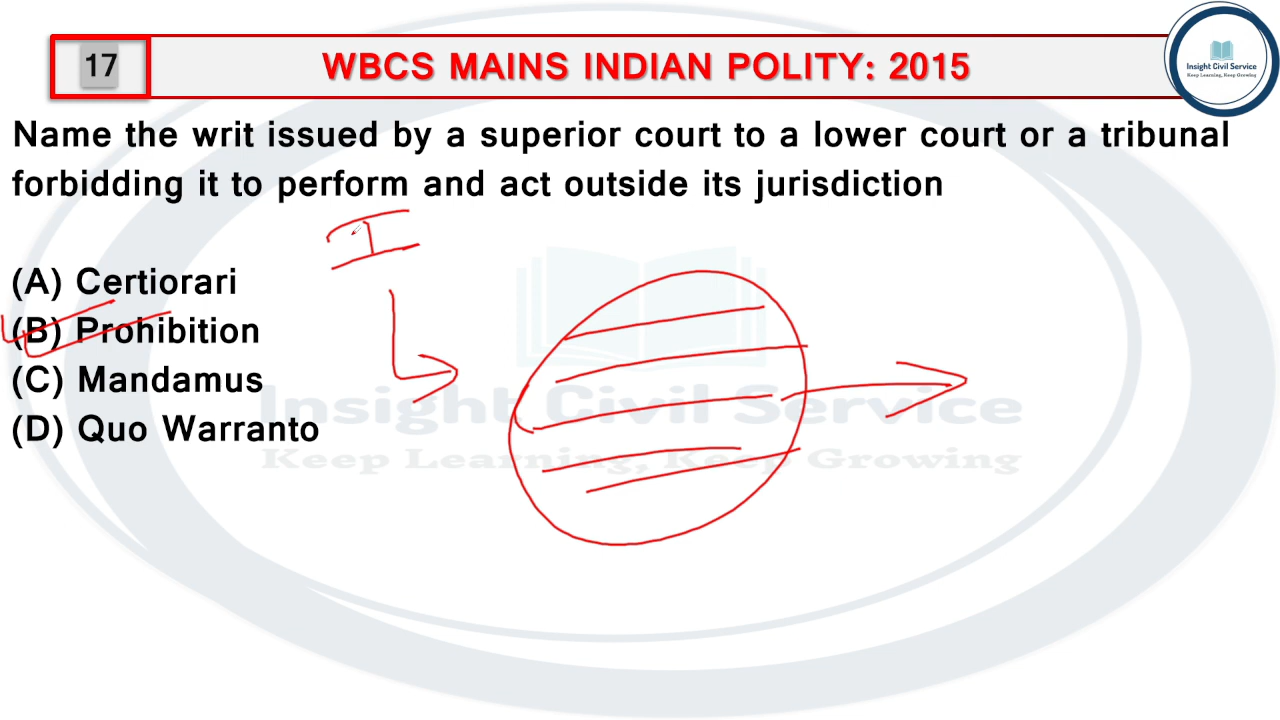 17
WBCS MAINS INDIAN POLITY: 2015
Insight Civil Service
Keep Learning, Keep Growing
Name the writ issued by a superior court to a lower court or a tribunal
forbidding it to perform and act outside its jurisdiction
I
(A) Certiorari
(B) Prohibition
(C) Mandamus
(D) Quo Warranto
Insight Civil Service
Keep Learning, Keep Growing